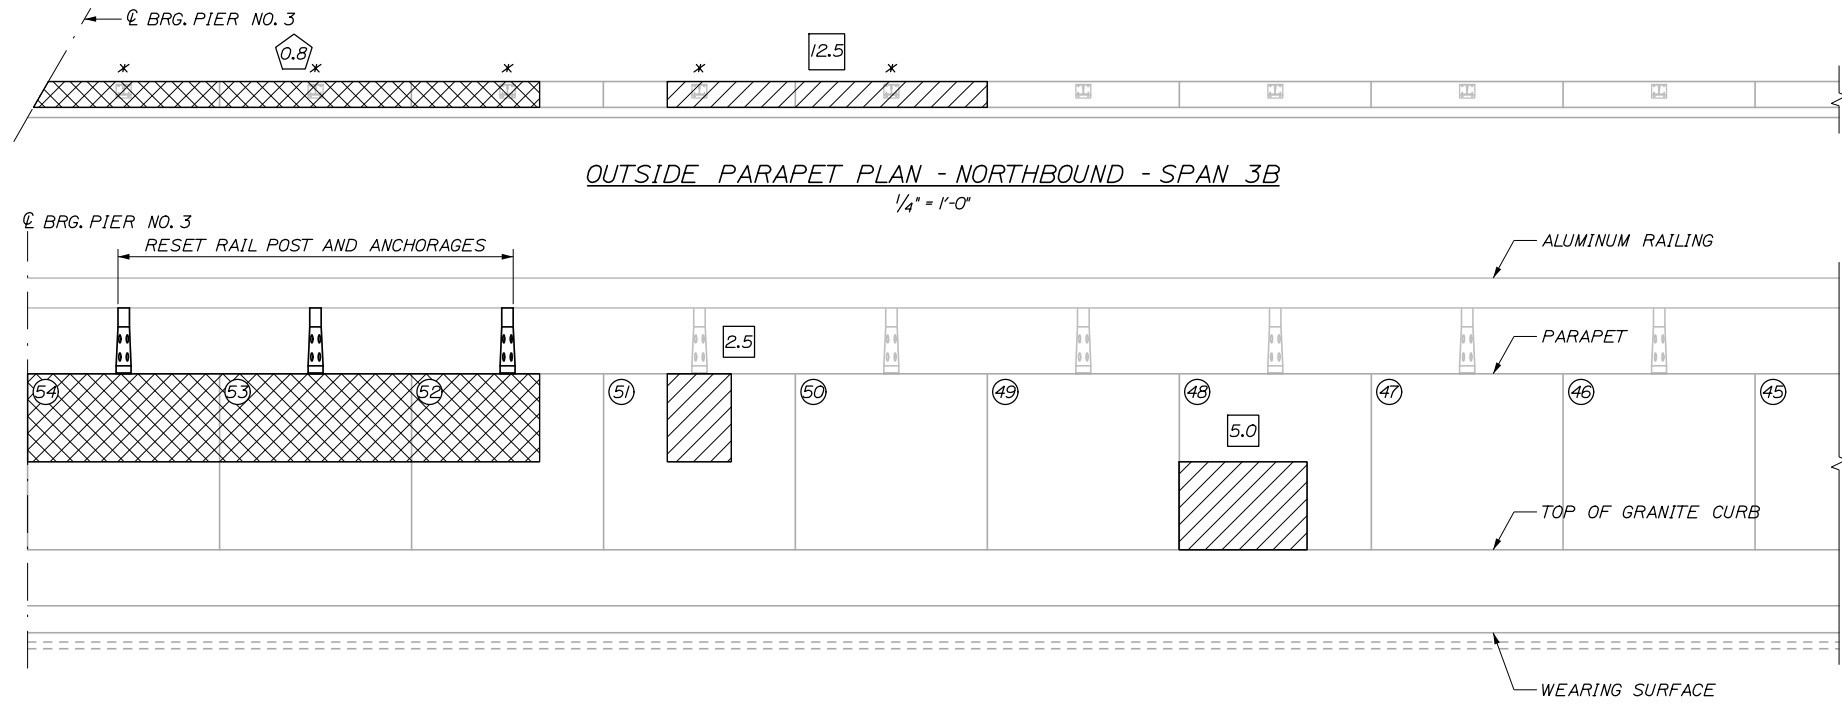 ℄ BRG. PIER NO. 3
0.8
12.5
OUTSIDE PARAPET PLAN - NORTHBOUND - SPAN 3B
1/4" = 1'-0"
℄ BRG. PIER NO. 3
RESET RAIL POST AND ANCHORAGES
ALUMINUM RAILING
2.5
PARAPET
54 53 52 51 50 49 48 47 46 45
5.0
TOP OF GRANITE CURB
WEARING SURFACE